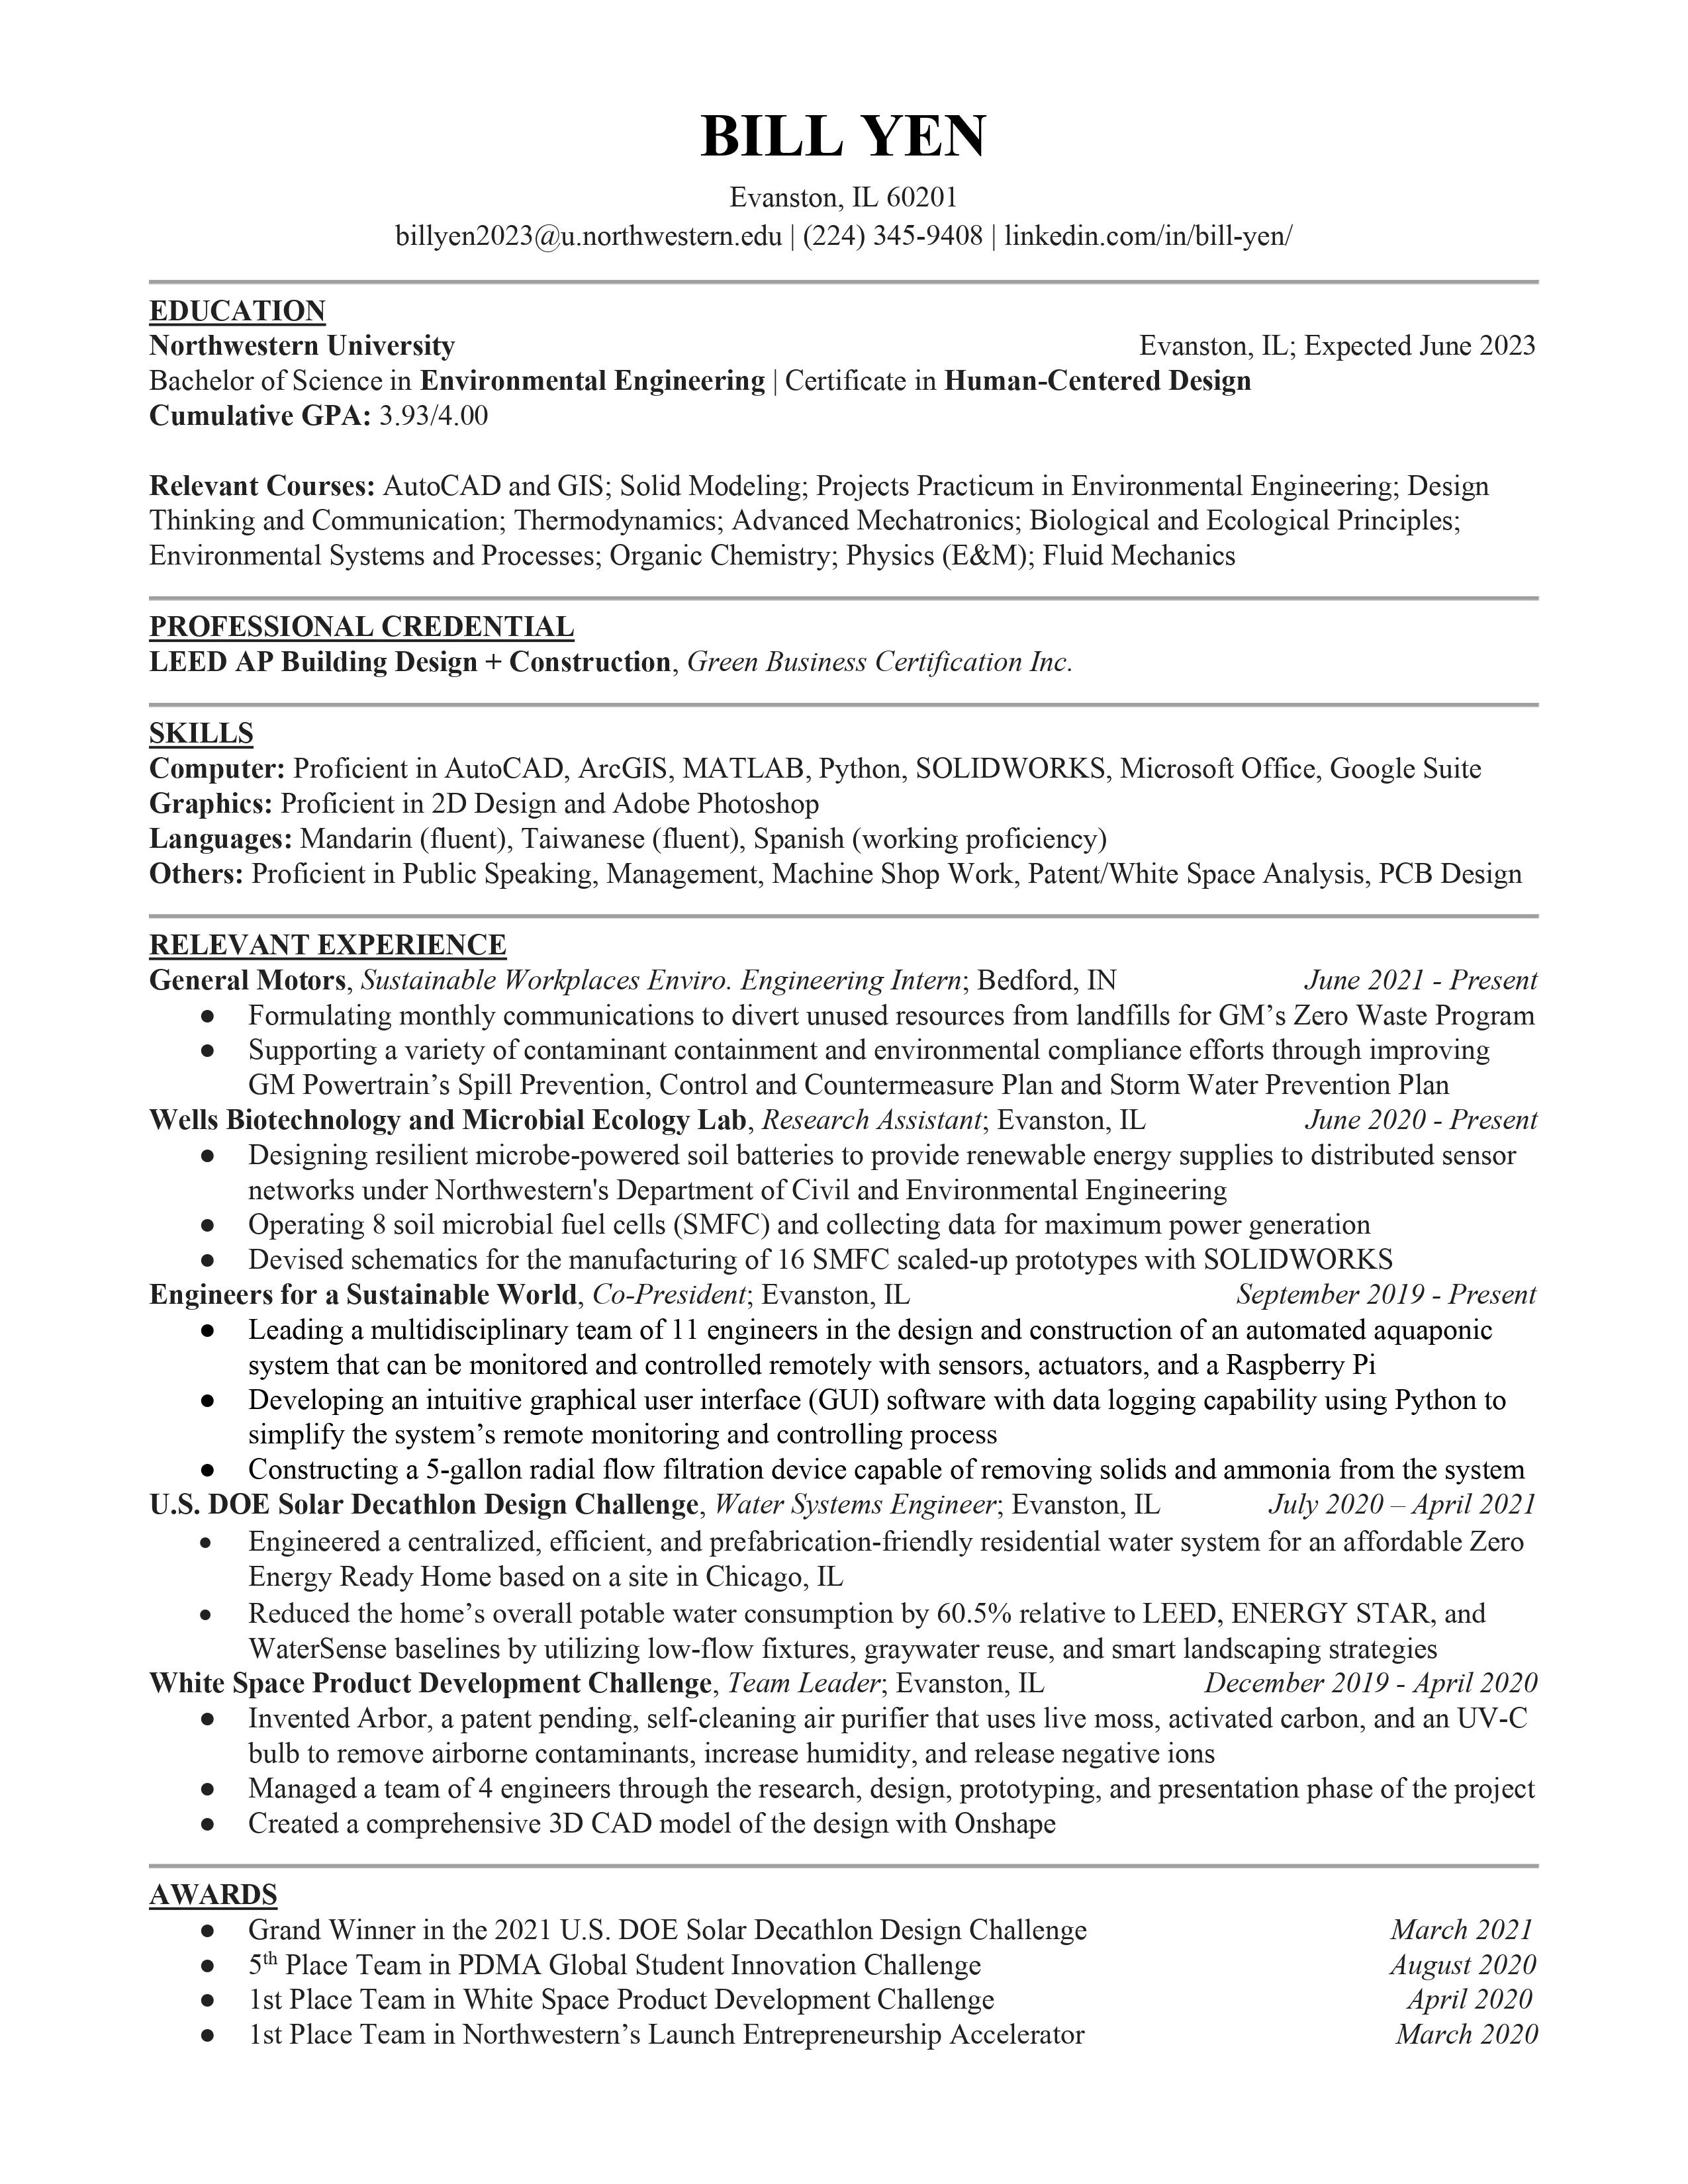 BILL YEN
Evanston, IL 60201
billyen2023@u.northwestern.edu | (224) 345-9408 | linkedin.com/in/bill-yen/
EDUCATION
Northwestern University Evanston, IL; Expected June 2023
Bachelor of Science in Environmental Engineering | Certificate in Human-Centered Design
Cumulative GPA: 3.93/4.00
Relevant Courses: AutoCAD and GIS; Solid Modeling; Projects Practicum in Environmental Engineering; Design
Thinking and Communication; Thermodynamics; Advanced Mechatronics; Biological and Ecological Principles;
Environmental Systems and Processes; Organic Chemistry; Physics (E&M); Fluid Mechanics
PROFESSIONAL CREDENTIAL
LEED AP Building Design + Construction, Green Business Certification Inc.
SKILLS
Computer: Proficient in AutoCAD, ArcGIS, MATLAB, Python, SOLIDWORKS, Microsoft Office, Google Suite
Graphics: Proficient in 2D Design and Adobe Photoshop
Languages: Mandarin (fluent), Taiwanese (fluent), Spanish (working proficiency)
Others: Proficient in Public Speaking, Management, Machine Shop Work, Patent/White Space Analysis, PCB Design
RELEVANT EXPERIENCE
General Motors, Sustainable Workplaces Enviro. Engineering Intern; Bedford, IN June 2021 - Present
● Formulating monthly communications to divert unused resources from landfills for GM’s Zero Waste Program
● Supporting a variety of contaminant containment and environmental compliance efforts through improving
GM Powertrain’s Spill Prevention, Control and Countermeasure Plan and Storm Water Prevention Plan
Wells Biotechnology and Microbial Ecology Lab, Research Assistant; Evanston, IL June 2020 - Present
● Designing resilient microbe-powered soil batteries to provide renewable energy supplies to distributed sensor
networks under Northwestern's Department of Civil and Environmental Engineering
● Operating 8 soil microbial fuel cells (SMFC) and collecting data for maximum power generation
● Devised schematics for the manufacturing of 16 SMFC scaled-up prototypes with SOLIDWORKS
Engineers for a Sustainable World, Co-President; Evanston, IL September 2019 - Present
● Leading a multidisciplinary team of 11 engineers in the design and construction of an automated aquaponic
system that can be monitored and controlled remotely with sensors, actuators, and a Raspberry Pi
● Developing an intuitive graphical user interface (GUI) software with data logging capability using Python to
simplify the system’s remote monitoring and controlling process
● Constructing a 5-gallon radial flow filtration device capable of removing solids and ammonia from the system
U.S. DOE Solar Decathlon Design Challenge, Water Systems Engineer; Evanston, IL July 2020 – April 2021
● Engineered a centralized, efficient, and prefabrication-friendly residential water system for an affordable Zero
Energy Ready Home based on a site in Chicago, IL
● Reduced the home’s overall potable water consumption by 60.5% relative to LEED, ENERGY STAR, and
WaterSense baselines by utilizing low-flow fixtures, graywater reuse, and smart landscaping strategies
White Space Product Development Challenge, Team Leader; Evanston, IL December 2019 - April 2020
● Invented Arbor, a patent pending, self-cleaning air purifier that uses live moss, activated carbon, and an UV-C
bulb to remove airborne contaminants, increase humidity, and release negative ions
● Managed a team of 4 engineers through the research, design, prototyping, and presentation phase of the project
● Created a comprehensive 3D CAD model of the design with Onshape
AWARDS
● Grand Winner in the 2021 U.S. DOE Solar Decathlon Design Challenge March 2021
● 5th Place Team in PDMA Global Student Innovation Challenge August 2020
● 1st Place Team in White Space Product Development Challenge April 2020
● 1st Place Team in Northwestern’s Launch Entrepreneurship Accelerator March 2020